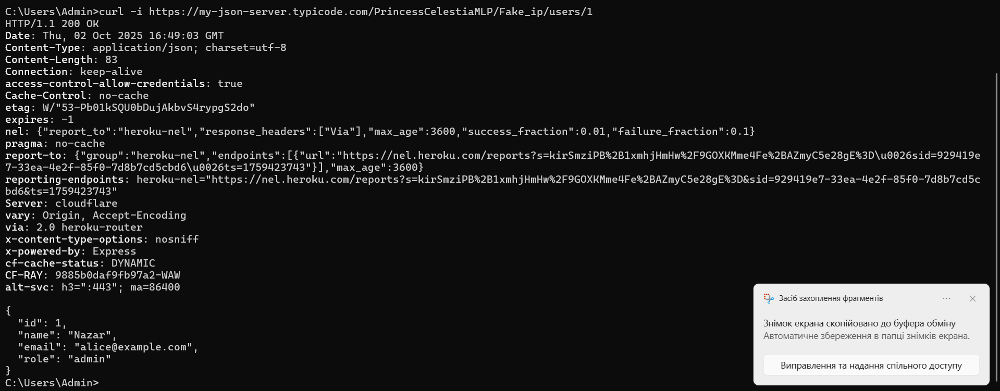 C:\Users\Admin>curl -i https://my-json-server.typicode.com/PrincessCelestiaMLP/Fake_ip/users/1
HTTP/1.1 200 OK
Date: Thu, 02 Oct 2025 16:49:03 GMT
Content-Type: application/json; charset=utf-8
Content-Length: 83
Connection: keep-alive
access-control-allow-credentials: true
Cache-Control: no-cache
etag: W/"53-Pb01kSQU0bDujAkbvS4rypgS2do"
expires: -1
nel: {"report_to":"heroku-nel","response_headers":["Via"],"max_age":3600,"success_fraction":0.01,"failure_fraction":0.1}
pragma: no-cache
report-to: {"group":"heroku-nel","endpoints":[{"url":"https://nel.heroku.com/reports?s=kirSmziPB%2B1xmhjHmHw%2F9GOXKMme4Fe%2BAZmyC5e28gE%3D\u0026sid=929419e
7-33ea-4e2f-85f0-7d8b7cd5cbd6\u0026ts=1759423743"}],"max_age":3600}
reporting-endpoints: heroku-nel="https://nel.heroku.com/reports?s=kirSmziPB%2B1xmhjHmHw%2F9GOXKMme4Fe%2BAZmyC5e28gE%3D&sid=929419e7-33ea-4e2f-85f0-7d8b7cd5c
bd6&ts=1759423743"
Server: cloudflare
vary: Origin, Accept-Encoding
via: 2.0 heroku-router
x-content-type-options: nosniff
x-powered-by: Express
cf-cache-status: DYNAMIC
CF-RAY: 9885b0daf9fb97a2-WAW
alt-svc: h3=":443"; ma=86400
{
"id": 1,
"name": "Nazar",
"email": "alice@example.com",
"role": "admin"
}
C:\Users\Admin>
Засіб захоплення фрагментів
Знімок екрана скопійовано до буфера обміну
Автоматичне збереження в папці знімків екрана.
Виправлення та надання спільного доступу